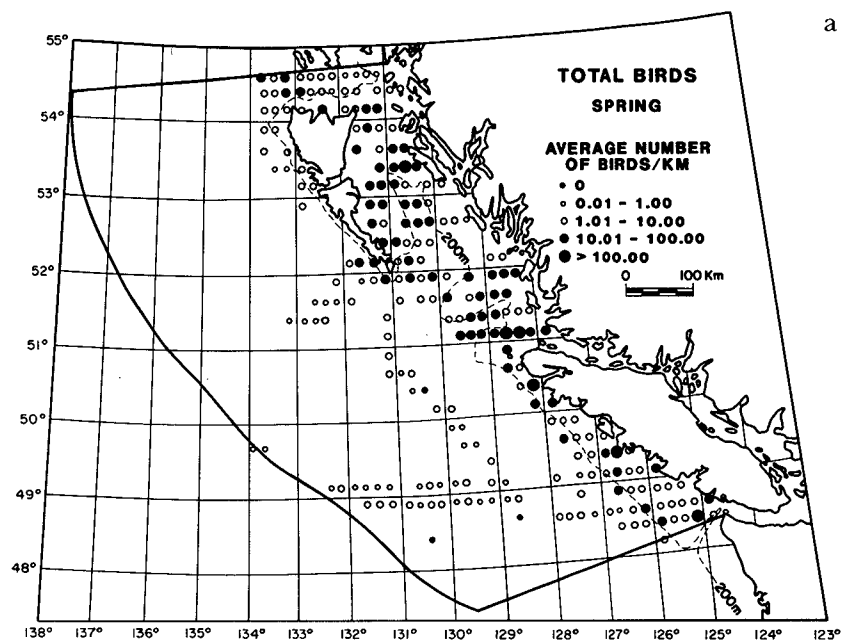 a
TOTAL BIRDS
SPRING
AVERAGE NUMBER
OF BIRDS/KM
0
0.01 - 1.00
1.01 - 10.00
10.01 - 100.00
> 100.00
0 100 Km
55°
54°
53°
52°
51°
50°
49°
48°
200m
200m
138° 137° 136° 135° 134° 133° 132° 131° 130° 129° 128° 127° 126° 125° 124° 123°